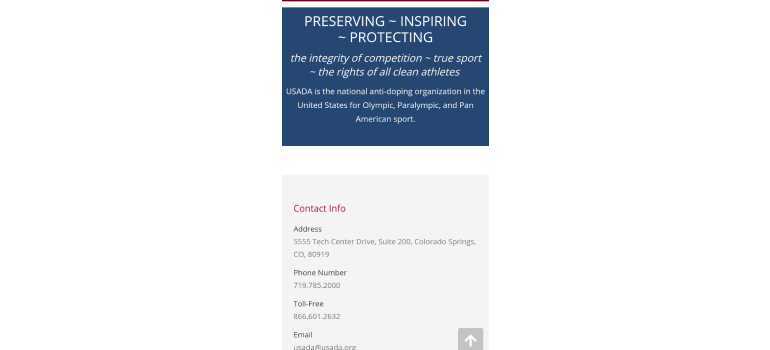 PRESERVING ~ INSPIRING
~ PROTECTING
the integrity of competition ~ true sport
~ the rights of all clean athletes
USADA is the national anti-doping organization in the
United States for Olympic, Paralympic, and Pan
American sport.
Contact Info
Address
5555 Tech Center Drive, Suite 200, Colorado Springs,
CO, 80919
Phone Number
719.785.2000
Toll-Free
866.601.2632
Email
usada@usada.org